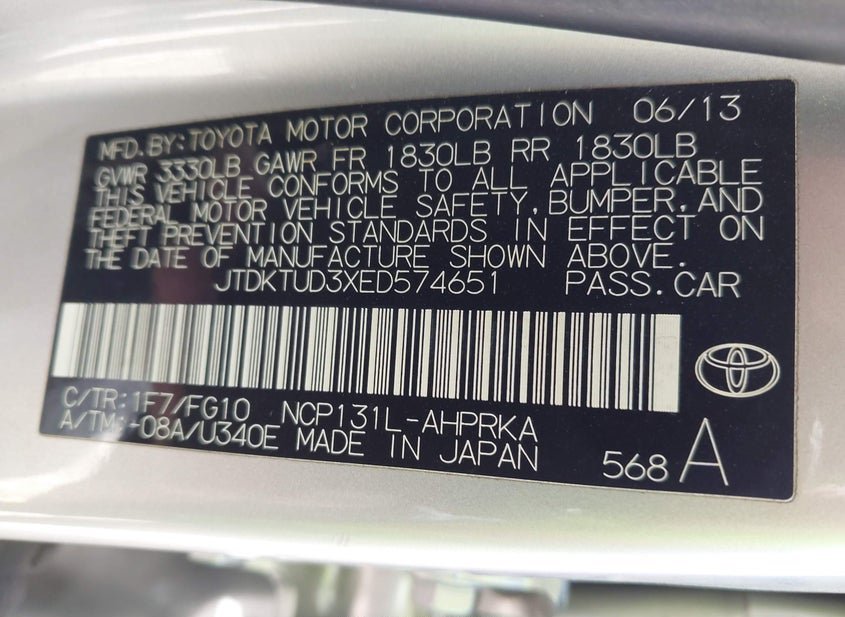 MFD. BY: TOYOTA MOTOR CORPORATION 06/13
GVWR 3330LB GAWR FR 1830LB RR 1830LB
THIS VEHICLE CONFORMS TO ALL APPLICABLE
FEDERAL MOTOR VEHICLE SAFETY, BUMPER, AND
THEFT PREVENTION STANDARDS IN EFFECT ON
THE DATE OF MANUFACTURE SHOWN ABOVE.
JTDKTUD3XED574651 PASS. CAR
C/TR: 1F7/FG10 NCP131L-AHPRKA
A/TM: -08A/U340E MADE IN JAPAN
568 A